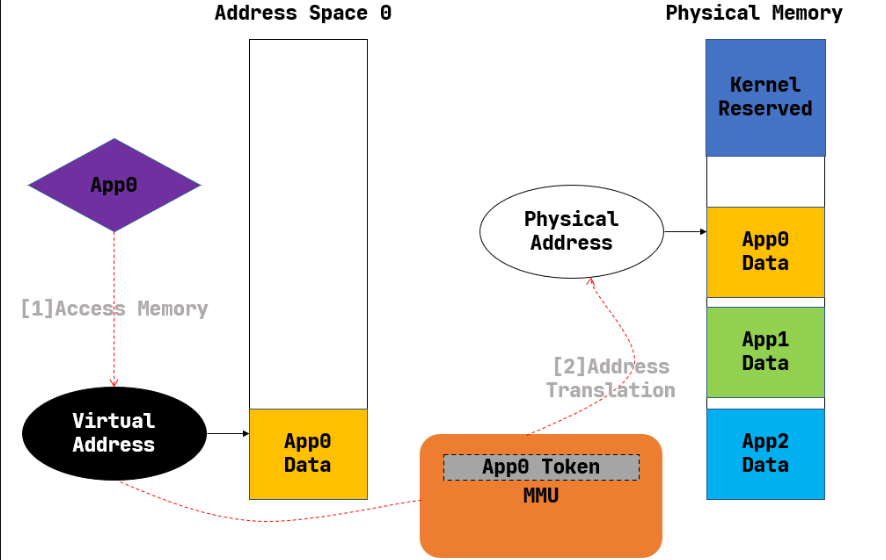 Address Space 0
Physical Memory
Kernel
Reserved
App0
Physical
Address
App0
Data
[1]Access Memory
App1
Data
[2]Address
Translation
Virtual
Address
App0
Data
App2
Data
App0 Token
MMU